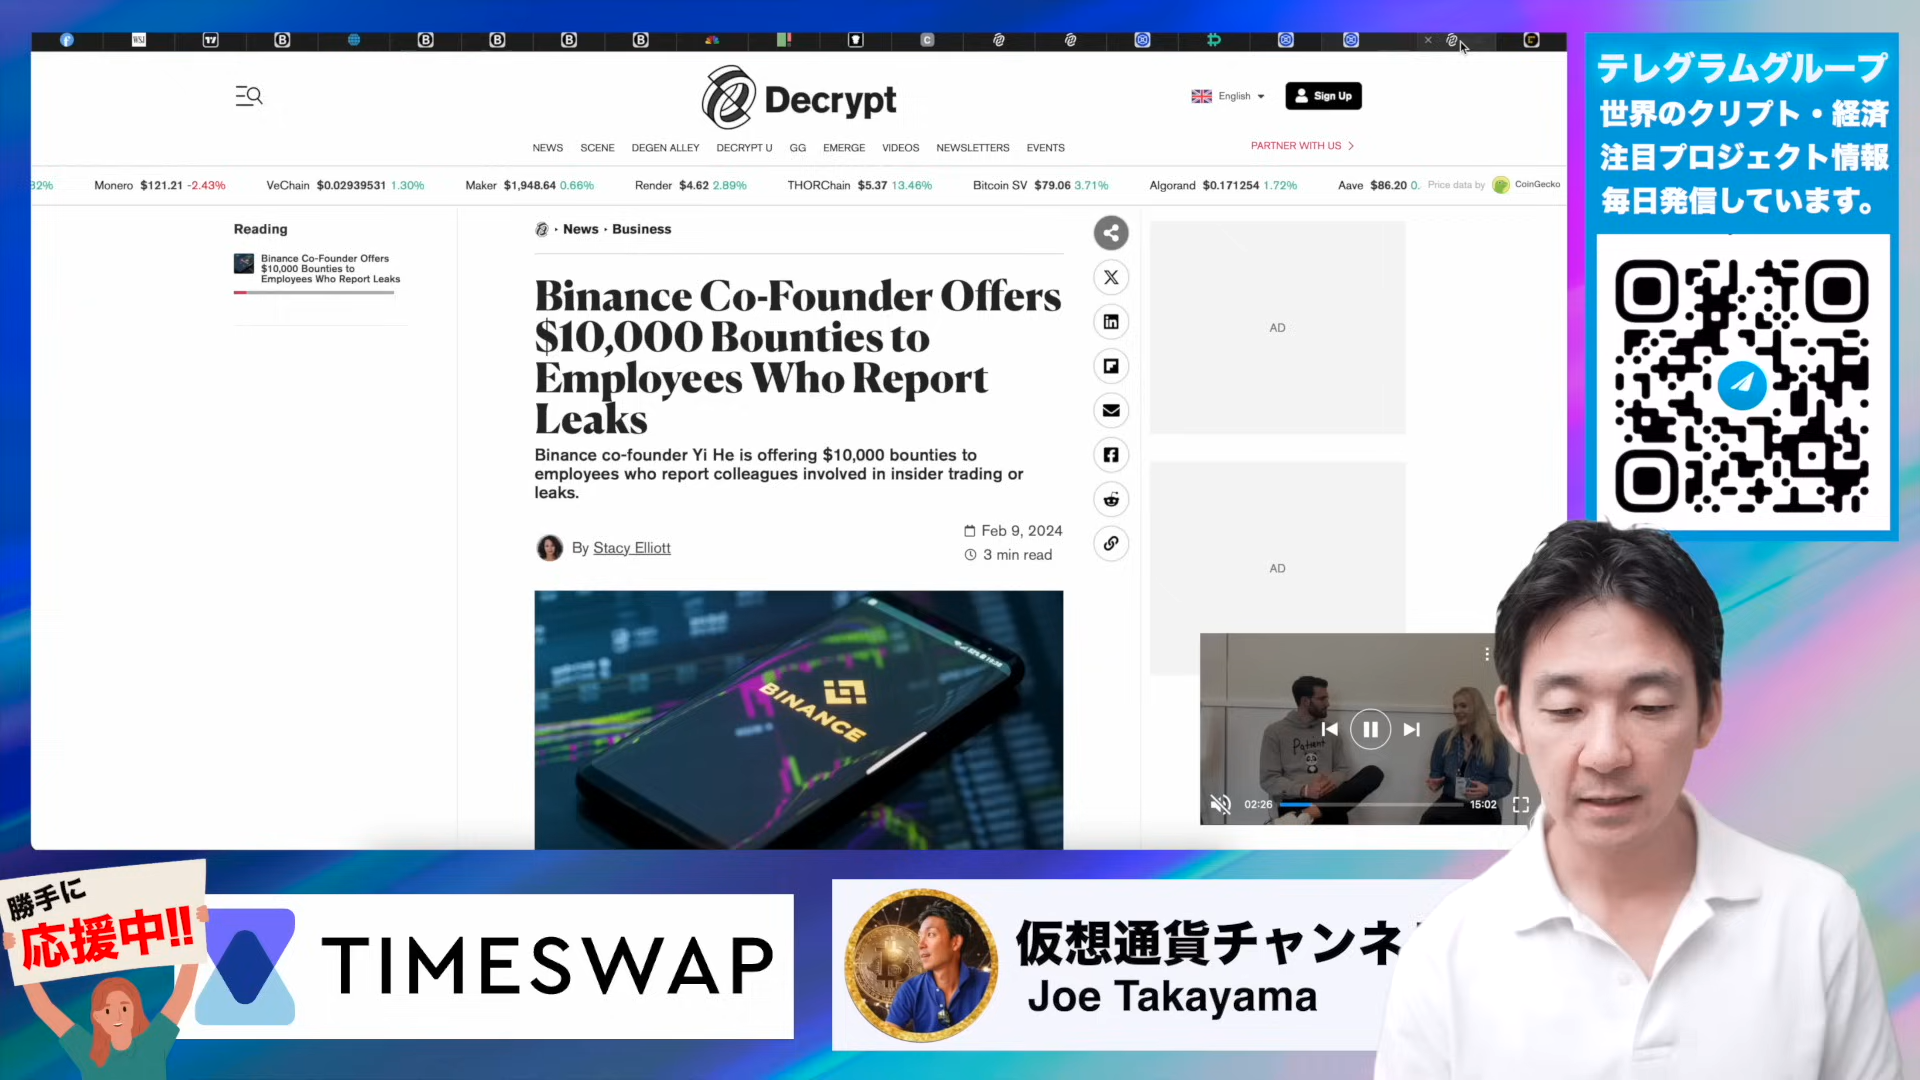 Decrypt
English
Sign Up
NEWS SCENE DEGEN ALLEY DECRYPT U GG EMERGE VIDEOS NEWSLETTERS EVENTS
PARTNER WITH US
Monero $121.21 -2.43% VeChain $0.02939531 1.30% Maker $1,948.64 0.66% Render $4.62 2.89% THORChain $5.37 13.46% Bitcoin SV $79.06 3.71% Algorand $0.171254 1.72% Aave $86.20 0. Price data by CoinGecko
Reading
Binance Co-Founder Offers
$10,000 Bounties to
Employees Who Report Leaks
News Business
Binance Co-Founder Offers
$10,000 Bounties to
Employees Who Report
Leaks
Binance co-founder Yi He is offering $10,000 bounties to
employees who report colleagues involved in insider trading or
leaks.
By Stacy Elliott
Feb 9, 2024
3 min read
BINANCE
AD
AD
Patient
02:26
15:02
テレグラムグループ
世界のクリプト・経済
注目プロジェクト情報
毎日発信しています。
勝手に
応援中!!
TIMESWAP
仮想通貨チャンネ
Joe Takayama